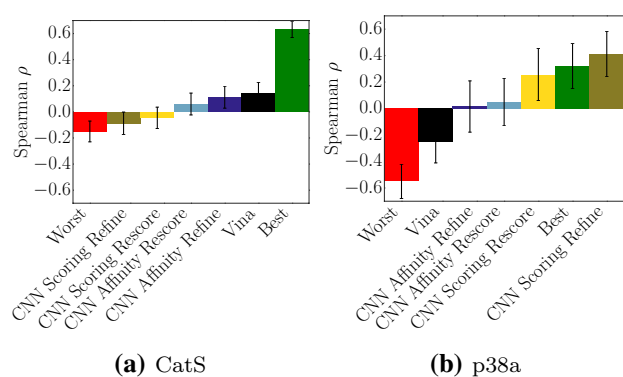 Spearman ρ
0.6
0.4
0.2
0.0
−0.2
−0.4
−0.6
Worst
CNN Scoring Refine
CNN Scoring Rescore
CNN Affinity Rescore
CNN Affinity Refine
Vina
Best
(a) CatS
Spearman ρ
0.6
0.4
0.2
0.0
−0.2
−0.4
−0.6
Worst
Vina
CNN Affinity Refine
CNN Affinity Rescore
CNN Scoring Rescore
Best
CNN Scoring Refine
(b) p38a